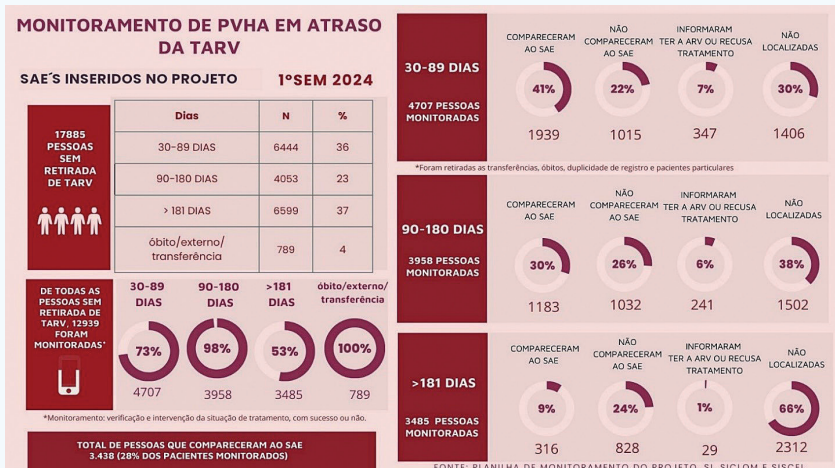 MONITORAMENTO DE PVHA EM ATRASO
DA TARV
SAE´S INSERIDOS NO PROJETO
1ºSEM 2024
17885
PESSOAS
SEM
RETIRADA
DE TARV
Dias N %
30-89 DIAS 6444 36
90-180 DIAS 4053 23
> 181 DIAS 6599 37
óbito/externo/
transferência 789 4
DE TODAS AS
PESSOAS SEM
RETIRADA DE
TARV, 12939
FORAM
MONITORADAS*
30-89
DIAS
73%
4707
90-180
DIAS
98%
3958
>181
DIAS
53%
3485
óbito/externo/
transferência
100%
789
*Monitoramento: verificação e intervenção da situação de tratamento, com sucesso ou não.
TOTAL DE PESSOAS QUE COMPARECERAM AO SAE
3.438 (28% DOS PACIENTES MONITORADOS)
30-89 DIAS
4707 PESSOAS
MONITORADAS
COMPARECERAM
AO SAE
41%
1939
NÃO
COMPARECERAM
AO SAE
22%
1015
INFORMARAM
TER A ARV OU RECUSA
TRATAMENTO
7%
347
NÃO
LOCALIZADAS
30%
1406
*Foram retiradas as transferências, óbitos, duplicidade de registro e pacientes particulares
90-180 DIAS
3958 PESSOAS
MONITORADAS
COMPARECERAM
AO SAE
30%
1183
NÃO
COMPARECERAM
AO SAE
26%
1032
INFORMARAM
TER A ARV OU RECUSA
TRATAMENTO
6%
241
NÃO
LOCALIZADAS
38%
1502
>181 DIAS
3485 PESSOAS
MONITORADAS
COMPARECERAM
AO SAE
9%
316
NÃO
COMPARECERAM
AO SAE
24%
828
INFORMARAM
TER A ARV OU RECUSA
TRATAMENTO
1%
29
NÃO
LOCALIZADAS
66%
2312
FONTE: PLANILHA DE MONITORAMENTO DO PROJETO, SI, SICLOM E SISCEL